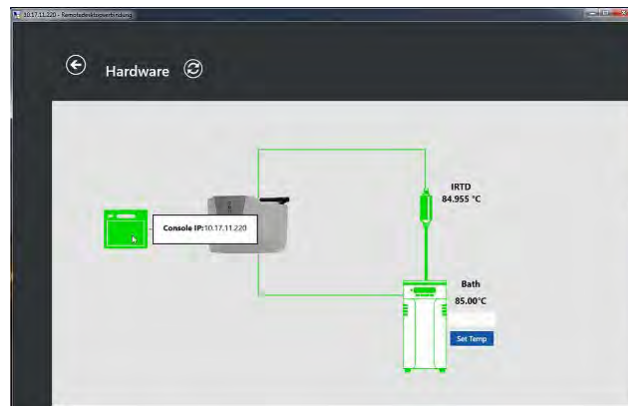 10.17.11.220 - Remotedesktopverbindung
Hardware
IRTD
84.955 °C
Console IP:10.17.11.220
Bath
85.00°C
Set Temp